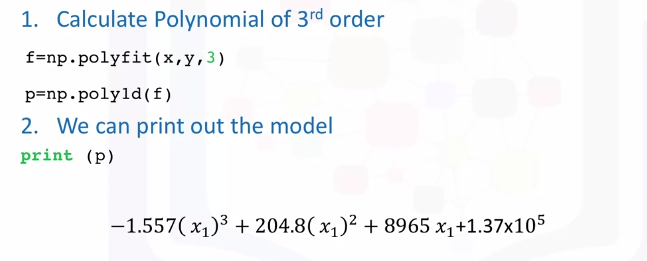 1. Calculate Polynomial of 3rd order
f=np.polyfit(x,y,3)
p=np.poly1d(f)
2. We can print out the model
print (p)
−1.557( x₁)³ + 204.8( x₁)² + 8965 x₁+1.37x10⁵